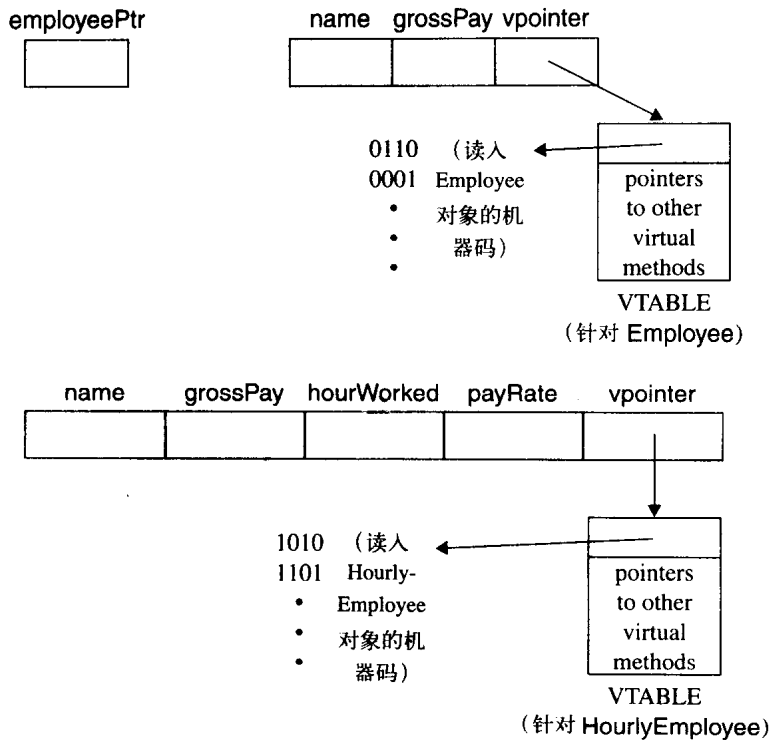 employeePtr
name grossPay vpointer
0110 （读入
0001 Employee
• 对象的机
• 器码）
•
pointers
to other
virtual
methods
VTABLE
（针对 Employee）
name grossPay hourWorked payRate vpointer
1010 （读入
1101 Hourly-
• Employee
• 对象的机
• 器码）
pointers
to other
virtual
methods
VTABLE
（针对 HourlyEmployee）